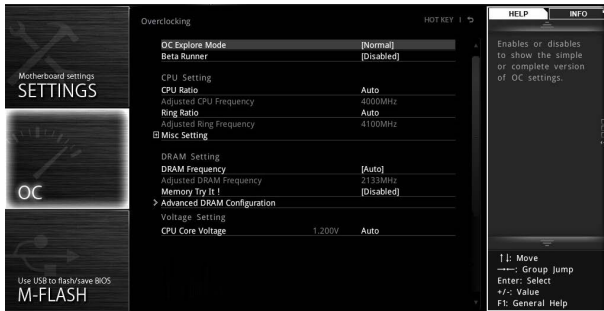 Motherboard settings
SETTINGS
OC
Use USB to flash/save BIOS
M-FLASH
Overclocking
HOT KEY
OC Explore Mode [Normal]
Beta Runner [Disabled]
CPU Setting
CPU Ratio Auto
Adjusted CPU Frequency 4000MHz
Ring Ratio Auto
Adjusted Ring Frequency 4100MHz
Misc Setting
DRAM Setting
DRAM Frequency [Auto]
Adjusted DRAM Frequency 2133MHz
Memory Try It ! [Disabled]
> Advanced DRAM Configuration
Voltage Setting
CPU Core Voltage 1.200V Auto
HELP INFO
Enables or disables
to show the simple
or complete version
of OC settings.
↑↓: Move
→←: Group Jump
Enter: Select
+/-: Value
F1: General Help